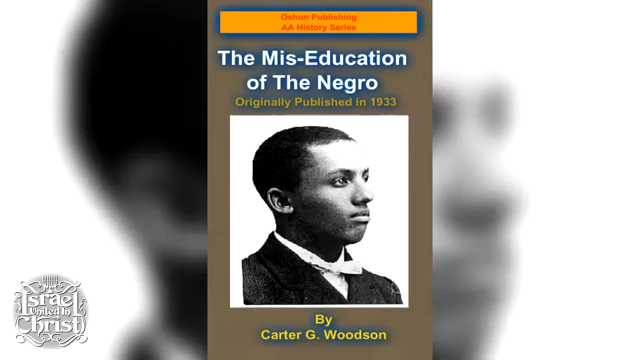 Oshun Publishing
AA History Series
The Mis-Education
of The Negro
Originally Published in 1933
By
Carter G. Woodson
Israel
United In
Christ